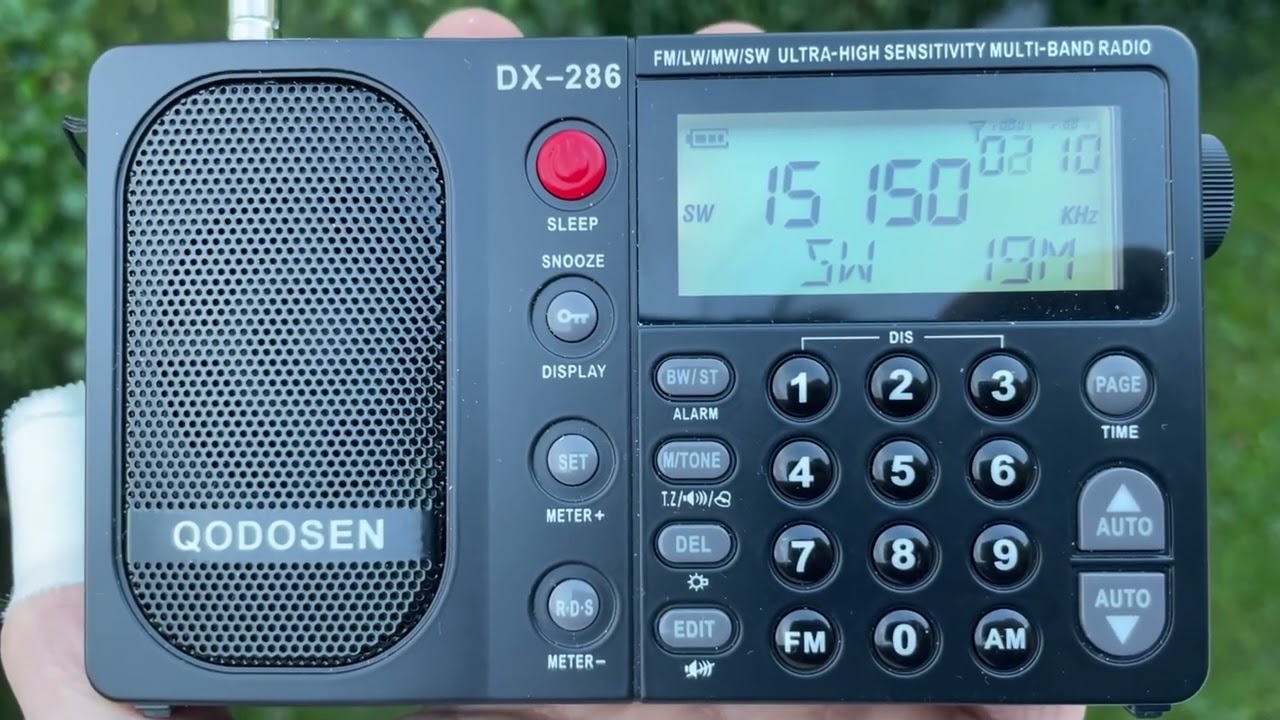 FM/LW/MW/SW ULTRA-HIGH SENSITIVITY MULTI-BAND RADIO
DX-286
SLEEP
SNOOZE
DISPLAY
SET
METER+
R·D·S
METER-
QODOSEN
02 10
SW 15 150 KHz
SW 19M
DIS
BW/ST
ALARM
1 2 3
PAGE
TIME
M/TONE
T.Z/
4 5 6
AUTO
DEL
7 8 9
AUTO
EDIT
FM 0 AM